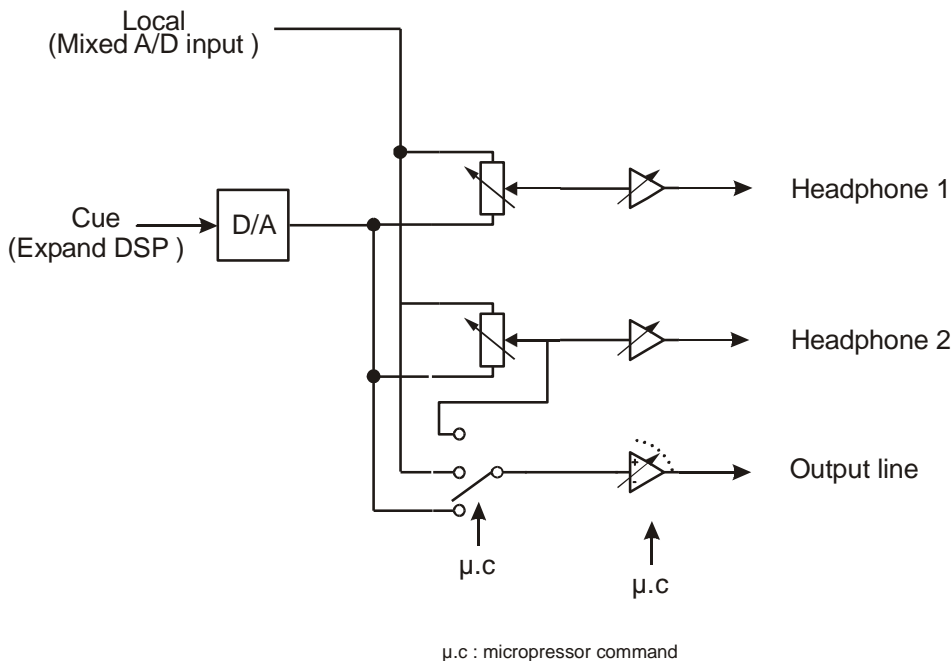 Local
(Mixed A/D input )
Cue
(Expand DSP )
D/A
Headphone 1
Headphone 2
+
-
Output line
µ.c
µ.c
µ.c : micropressor command